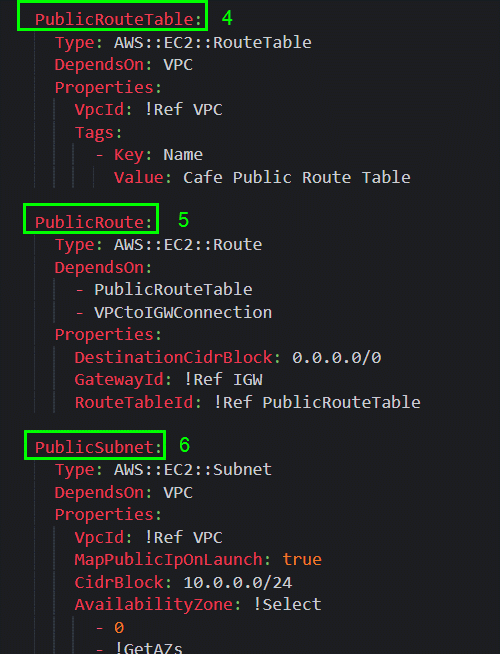 PublicRouteTable: 4
Type: AWS::EC2::RouteTable
DependsOn: VPC
Properties:
VpcId: !Ref VPC
Tags:
- Key: Name
Value: Cafe Public Route Table
PublicRoute: 5
Type: AWS::EC2::Route
DependsOn:
- PublicRouteTable
- VPCtoIGWConnection
Properties:
DestinationCidrBlock: 0.0.0.0/0
GatewayId: !Ref IGW
RouteTableId: !Ref PublicRouteTable
PublicSubnet: 6
Type: AWS::EC2::Subnet
DependsOn: VPC
Properties:
VpcId: !Ref VPC
MapPublicIpOnLaunch: true
CidrBlock: 10.0.0.0/24
AvailabilityZone: !Select
- 0
- !GetAZs